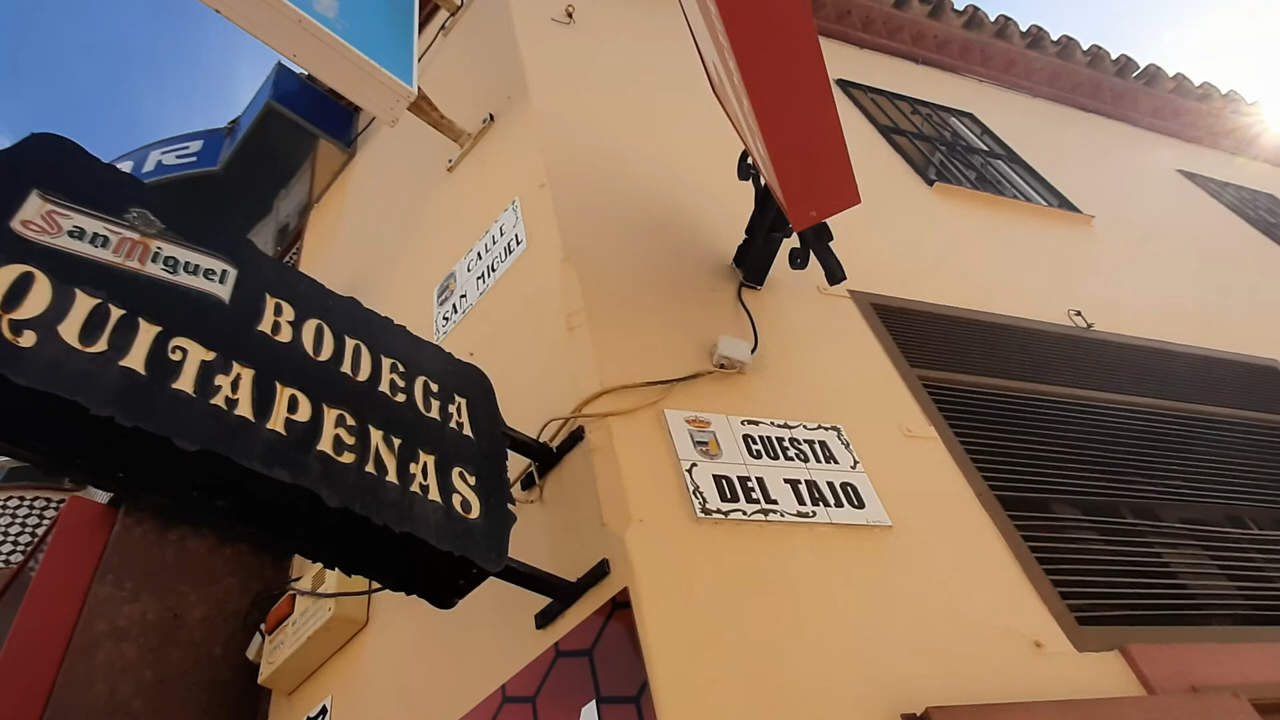 San Miguel
BODEGA
QUITAPENAS
CALLE
SAN MIGUEL
CUESTA
DEL TAJO